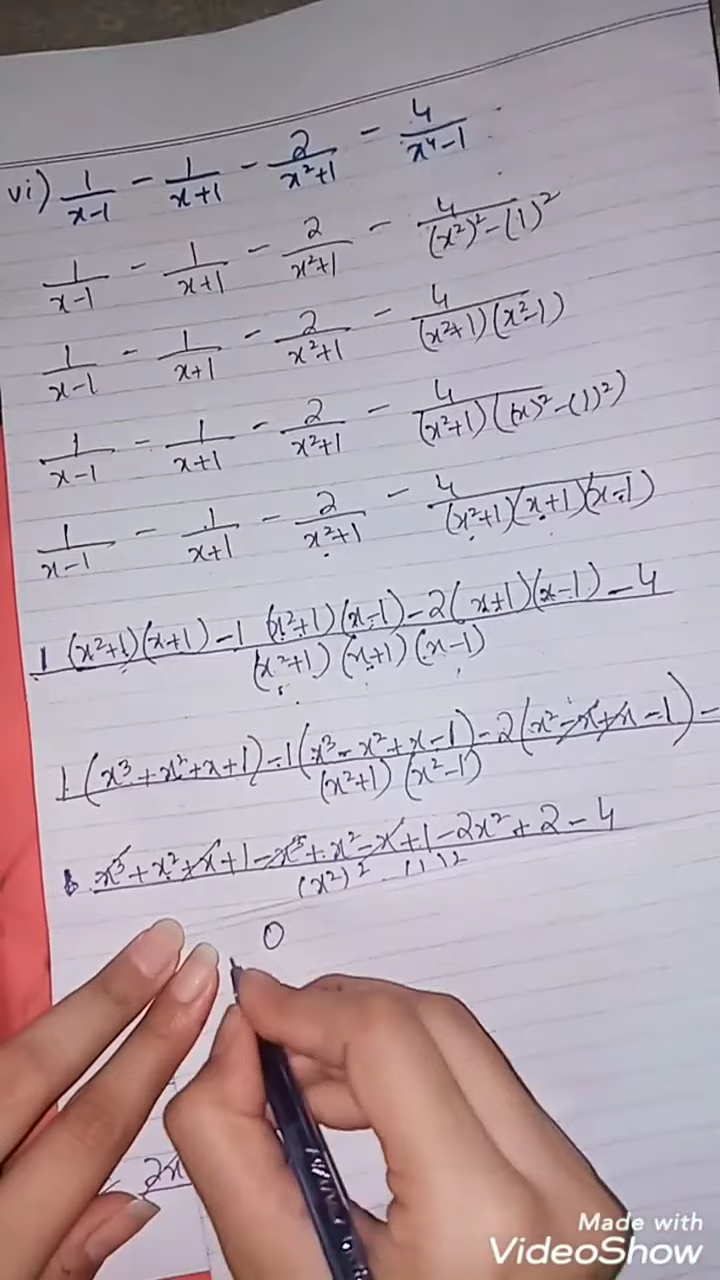 vi) 1/(x-1) - 1/(x+1) - 2/(x²+1) - 4/(x⁴-1)
1/(x-1) - 1/(x+1) - 2/(x²+1) - 4/((x²)²-(1)²)
1/(x-1) - 1/(x+1) - 2/(x²+1) - 4/((x²+1)(x²-1))
1/(x-1) - 1/(x+1) - 2/(x²+1) - 4/((x²+1)((x)²-(1)²))
1/(x-1) - 1/(x+1) - 2/(x²+1) - 4/((x²+1)(x+1)(x-1))
1 (x²+1)(x+1) - 1 (x²+1)(x-1) - 2(x+1)(x-1) - 4
(x²+1) (x+1) (x-1)
1.(x³+x²+x+1) - 1(x³-x²+x-1) - 2(x²-x+x-1) -
(x²+1) (x²-1)
x³+x²+x+1-x³+x²-x+1-2x²+2-4
(x²)² - (1)²
0
2x
Made with
VideoShow